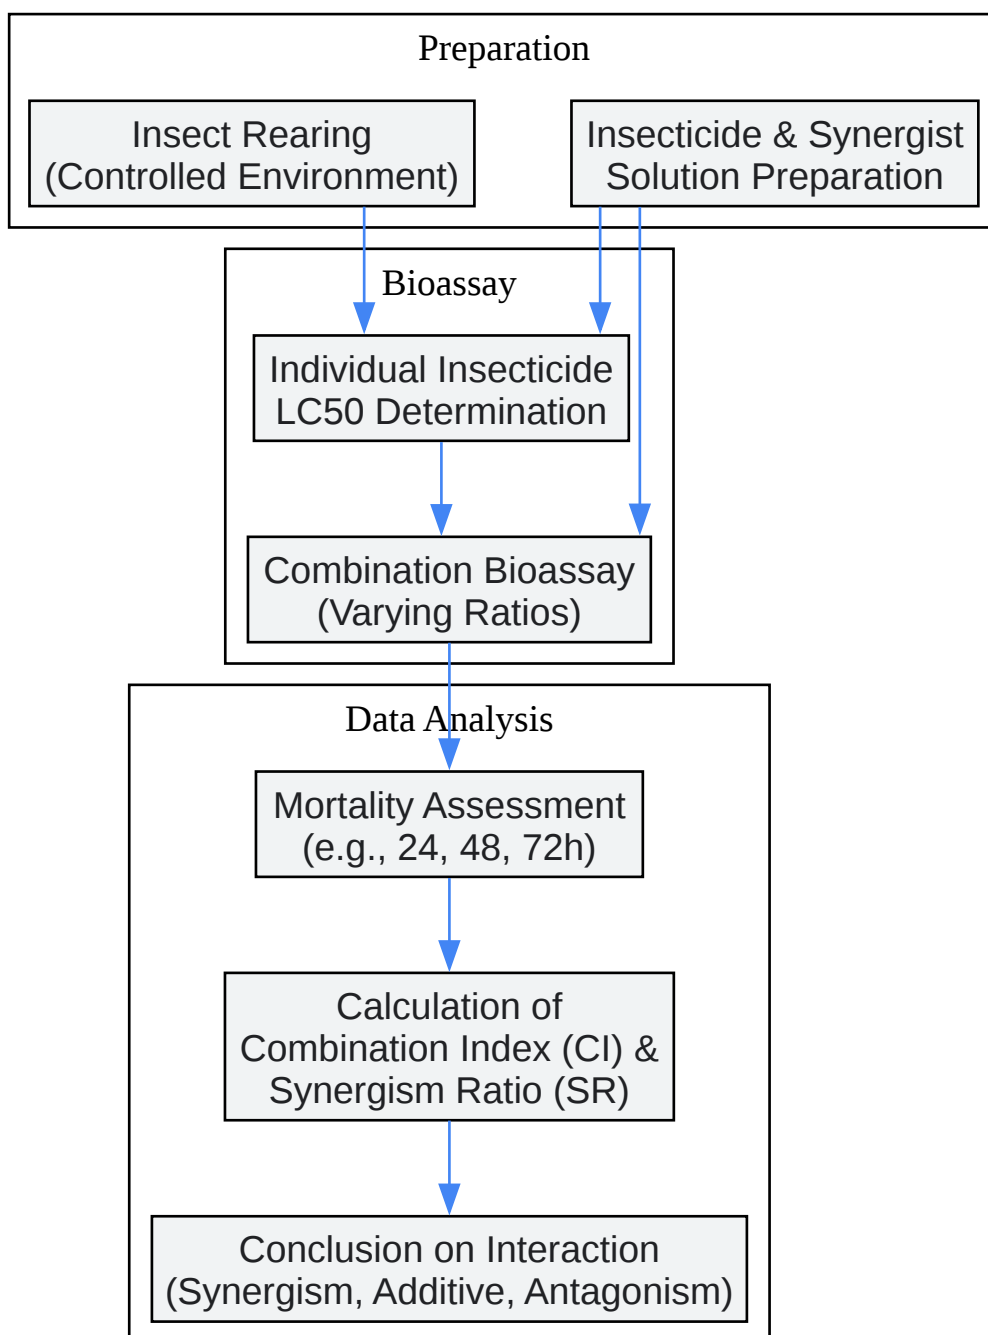 Preparation
Insect Rearing
(Controlled Environment)
Insecticide & Synergist
Solution Preparation
Bioassay
Individual Insecticide
LC50 Determination
Combination Bioassay
(Varying Ratios)
Data Analysis
Mortality Assessment
(e.g., 24, 48, 72h)
Calculation of
Combination Index (CI) &
Synergism Ratio (SR)
Conclusion on Interaction
(Synergism, Additive, Antagonism)